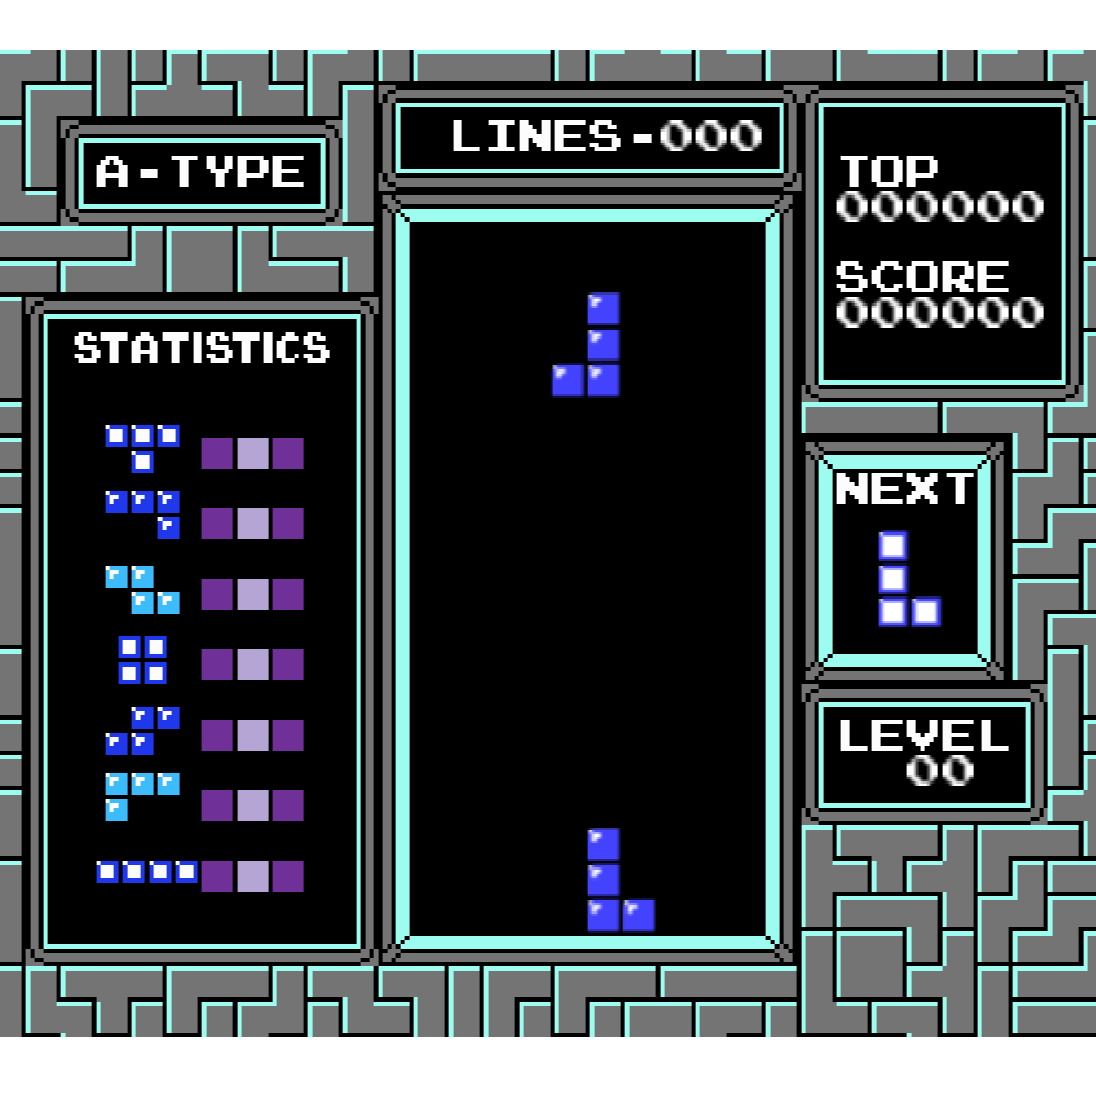 LINES-000
A-TYPE
TOP
000000
SCORE
000000
STATISTICS
NEXT
LEVEL
00